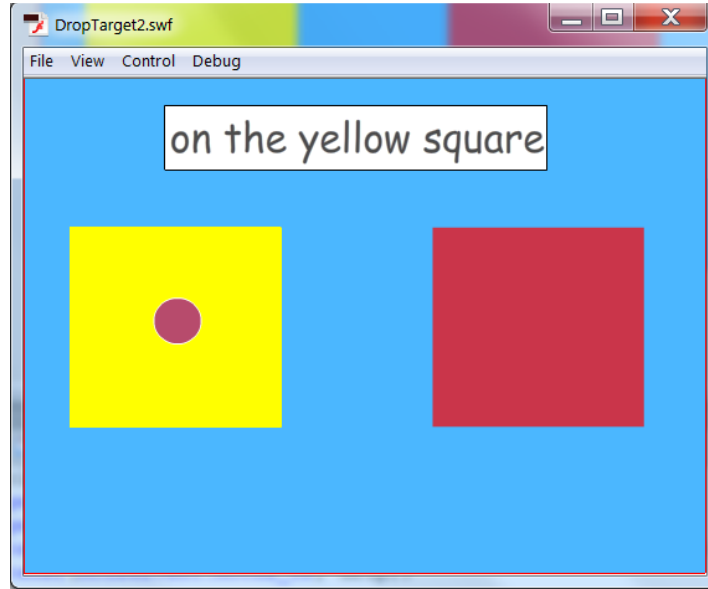 DropTarget2.swf
File View Control Debug
on the yellow square